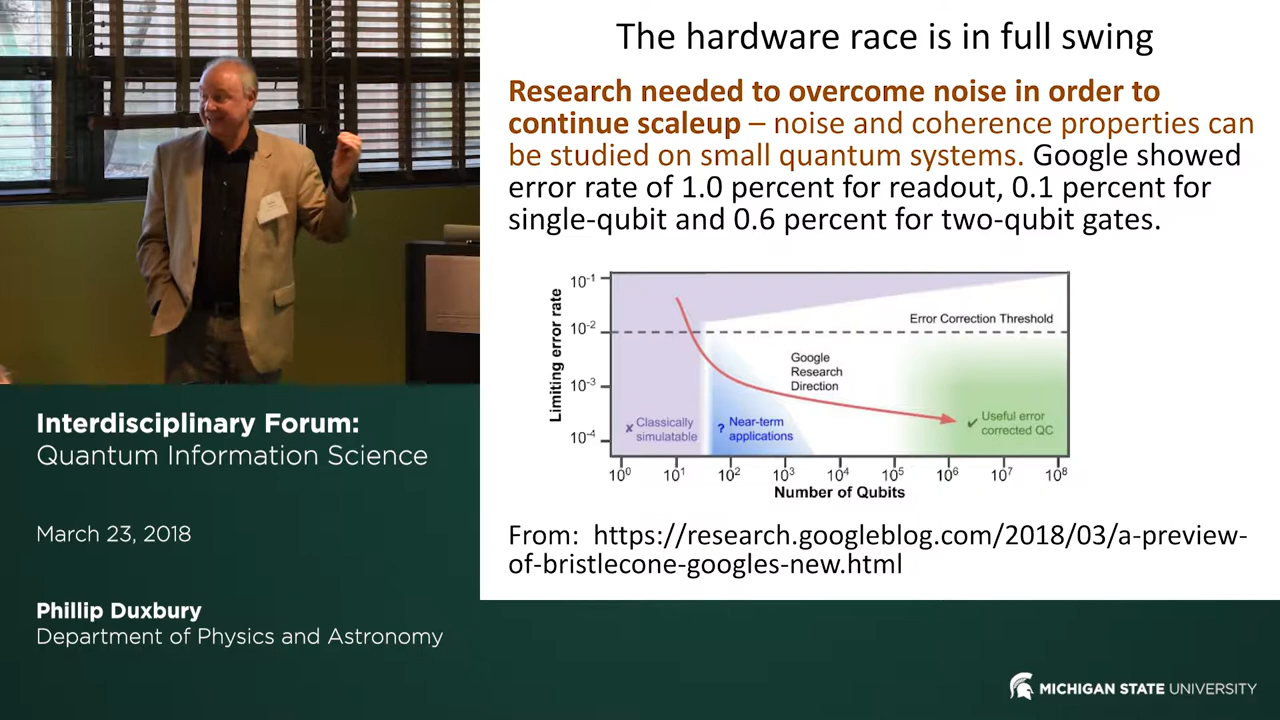 The hardware race is in full swing
Research needed to overcome noise in order to
continue scaleup – noise and coherence properties can
be studied on small quantum systems. Google showed
error rate of 1.0 percent for readout, 0.1 percent for
single-qubit and 0.6 percent for two-qubit gates.
Limiting error rate
10⁻¹
10⁻²
10⁻³
10⁻⁴
Error Correction Threshold
Google
Research
Direction
✘ Classically
simulatable
? Near-term
applications
✔ Useful error
corrected QC
10⁰ 10¹ 10² 10³ 10⁴ 10⁵ 10⁶ 10⁷ 10⁸
Number of Qubits
From: https://research.googleblog.com/2018/03/a-preview-
of-bristlecone-googles-new.html
Interdisciplinary Forum:
Quantum Information Science
March 23, 2018
Phillip Duxbury
Department of Physics and Astronomy
MICHIGAN STATE UNIVERSITY